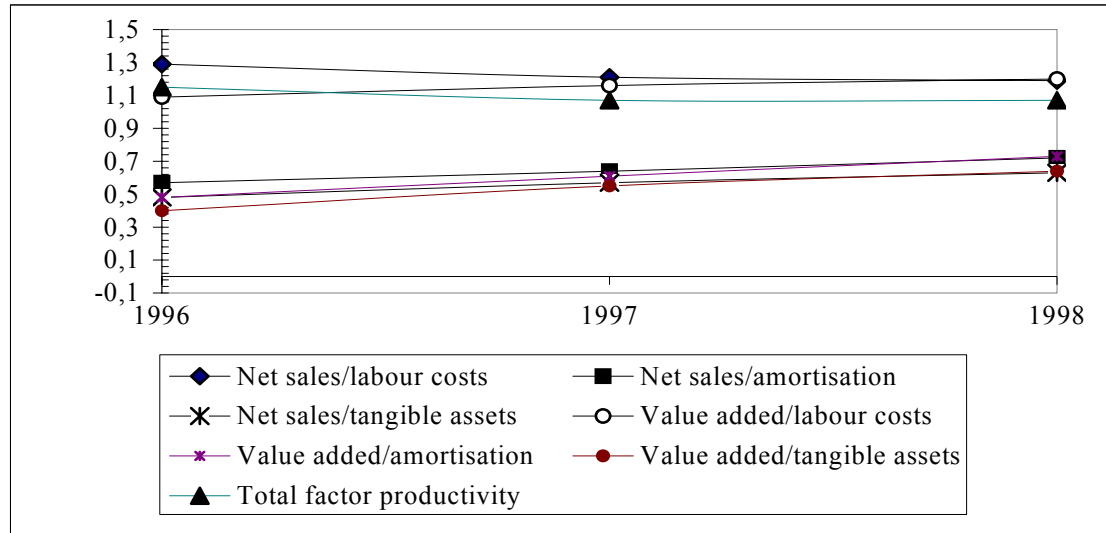 1,5
1,3
1,1
0,9
0,7
0,5
0,3
0,1
-0,1
1996 1997 1998
Net sales/labour costs Net sales/amortisation
Net sales/tangible assets Value added/labour costs
Value added/amortisation Value added/tangible assets
Total factor productivity